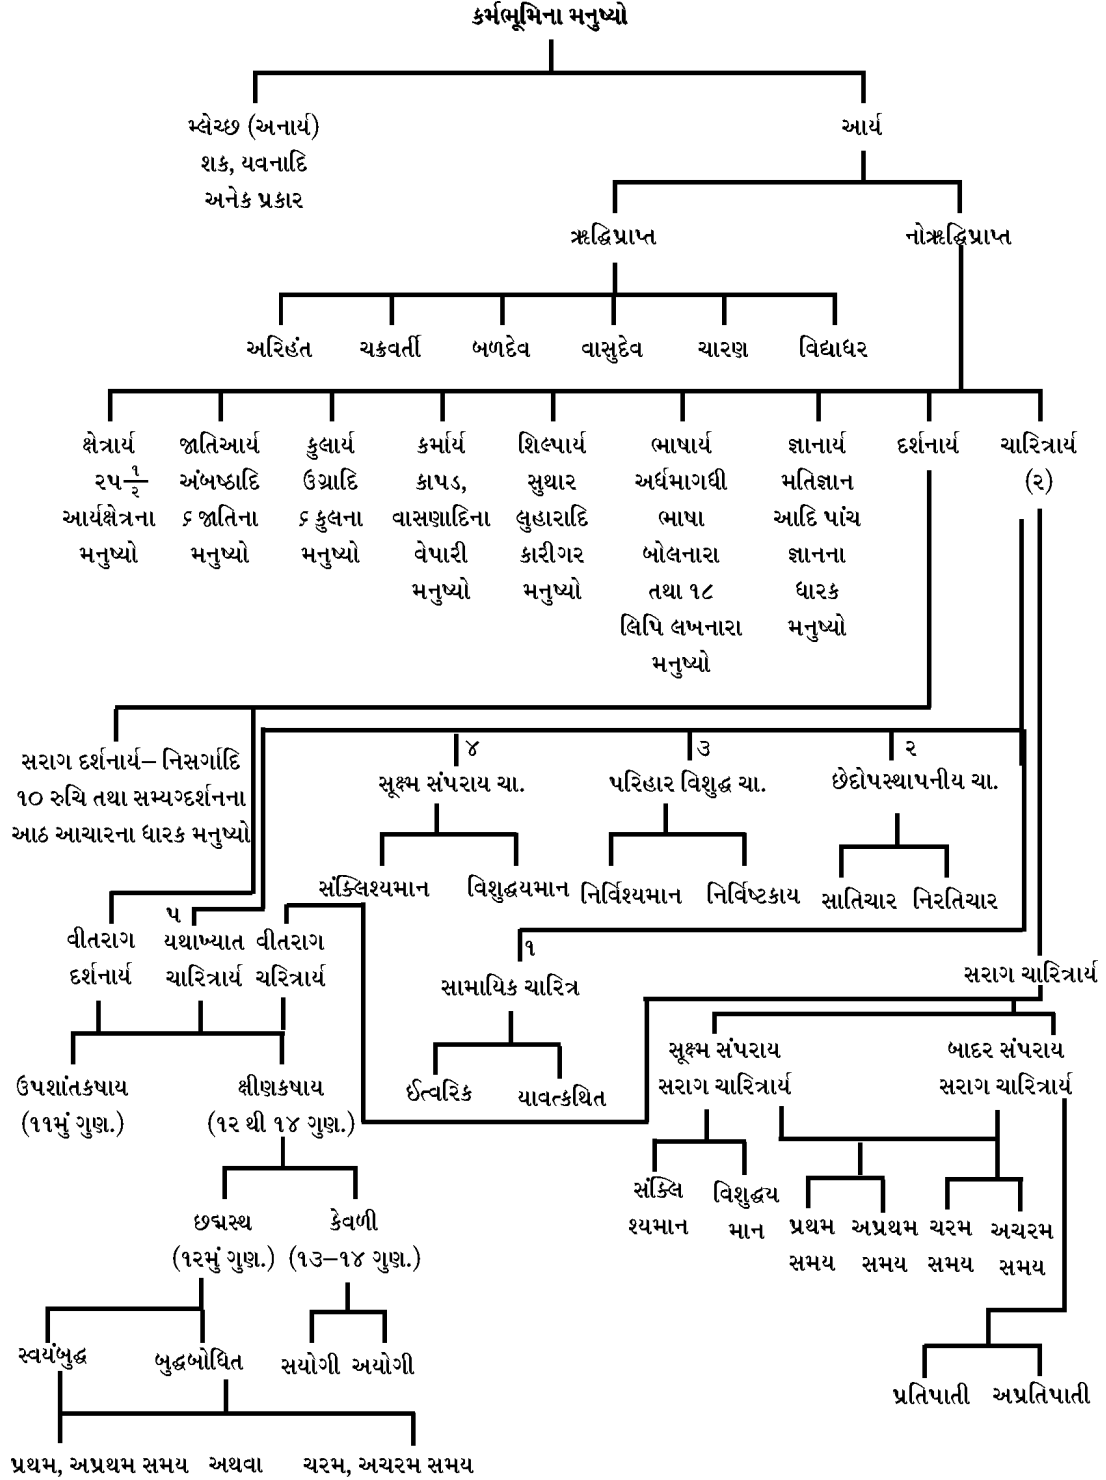 કર્મભૂમિના મનુષ્યો
મ્લેચ્છ (અનાર્ય)
શક, યવનાદિ
અનેક પ્રકાર
આર્ય
ઋદ્ધિપ્રાપ્ત
નોઋદ્ધિપ્રાપ્ત
અરિહંત
ચક્રવર્તી
બળદેવ
વાસુદેવ
ચારણ
વિદ્યાધર
ક્ષેત્રાર્ય
૨૫ ૧/૨
આર્યક્ષેત્રના
મનુષ્યો
જાતિઆર્ય
અંબષ્ઠાદિ
૬ જાતિના
મનુષ્યો
કુલાર્ય
ઉગ્રાદિ
૬ કુલના
મનુષ્યો
કર્માર્ય
કાપડ,
વાસણાદિના
વેપારી
મનુષ્યો
શિલ્પાર્ય
સુથાર
લુહારાદિ
કારીગર
મનુષ્યો
ભાષાર્ય
અર્ધમાગધી
ભાષા
બોલનારા
તથા ૧૮
લિપિ લખનારા
મનુષ્યો
જ્ઞાનાર્ય
મતિજ્ઞાન
આદિ પાંચ
જ્ઞાનના
ધારક
મનુષ્યો
દર્શનાર્ય
ચારિત્રાર્ય
(૨)
સરાગ દર્શનાર્ય– નિસર્ગાદિ
૧૦ રુચિ તથા સમ્યગ્દર્શનના
આઠ આચારના ધારક મનુષ્યો
૪
સૂક્ષ્મ સંપરાય ચા.
૩
પરિહાર વિશુદ્ધ ચા.
૨
છેદોપસ્થાપનીય ચા.
સંક્લિશ્યમાન
વિશુદ્ધયમાન
નિર્વિશ્યમાન
નિર્વિષ્ટકાય
સાતિચાર
નિરતિચાર
વીતરાગ
દર્શનાર્ય
૫
યથાખ્યાત
ચારિત્રાર્ય
વીતરાગ
ચરિત્રાર્ય
૧
સામાયિક ચારિત્ર
સરાગ ચારિત્રાર્ય
ઈત્વરિક
યાવત્કથિત
સૂક્ષ્મ સંપરાય
સરાગ ચારિત્રાર્ય
બાદર સંપરાય
સરાગ ચારિત્રાર્ય
ઉપશાંતકષાય
(૧૧મું ગુણ.)
ક્ષીણકષાય
(૧૨ થી ૧૪ ગુણ.)
સંક્લિ
શ્યમાન
વિશુદ્ધય
માન
પ્રથમ
સમય
અપ્રથમ
સમય
ચરમ
સમય
અચરમ
સમય
છદ્મસ્થ
(૧૨મું ગુણ.)
કેવળી
(૧૩–૧૪ ગુણ.)
સ્વયંબુદ્ધ
બુદ્ધબોધિત
સયોગી
અયોગી
પ્રતિપાતી
અપ્રતિપાતી
પ્રથમ, અપ્રથમ સમય અથવા ચરમ, અચરમ સમય